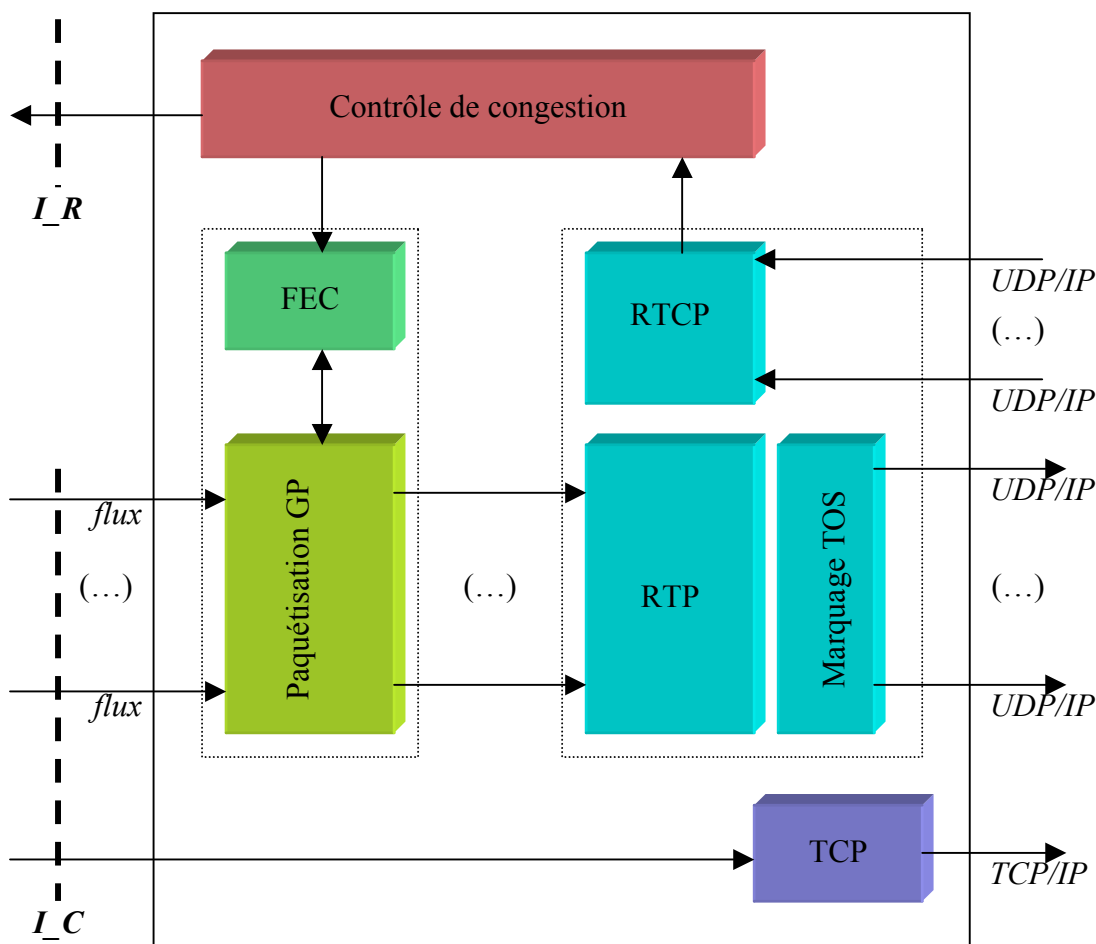 Contrôle de congestion
I_R
FEC
RTCP
UDP/IP
(…)
UDP/IP
flux
(…)
flux
Paquétisation GP
(…)
RTP
Marquage TOS
UDP/IP
(…)
UDP/IP
TCP
TCP/IP
I_C